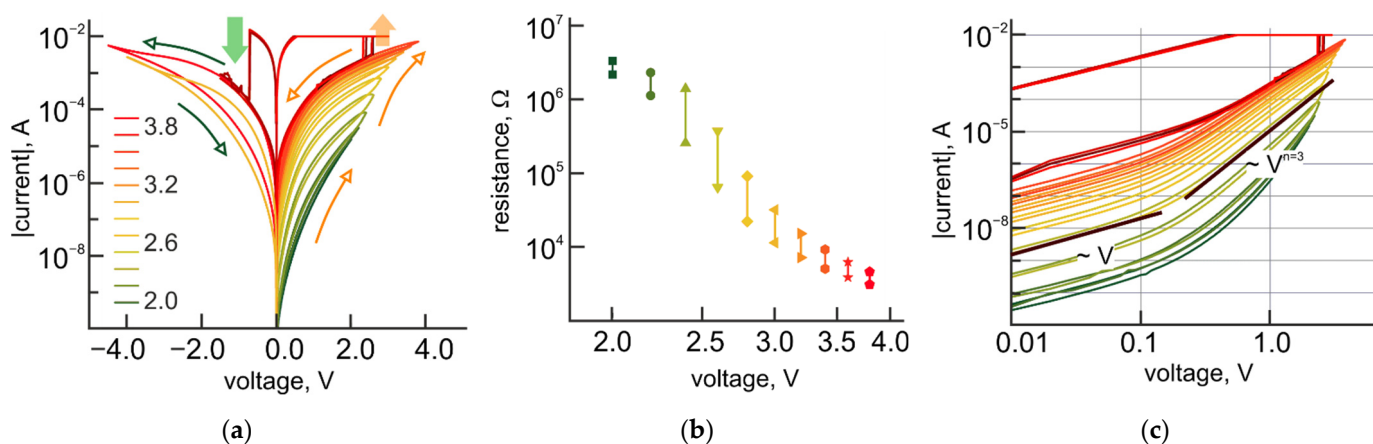 10⁻²
10⁻⁴
10⁻⁶
10⁻⁸
|current|, A
3.8
3.2
2.6
2.0
−4.0 −2.0 0.0 2.0 4.0
voltage, V
(a)
10⁷
10⁶
10⁵
10⁴
resistance, Ω
2.0 2.5 3.0 3.5 4.0
voltage, V
(b)
10⁻²
10⁻⁵
10⁻⁸
|current|, A
~ Vⁿ⁼³
~ V
0.01 0.1 1.0
voltage, V
(c)